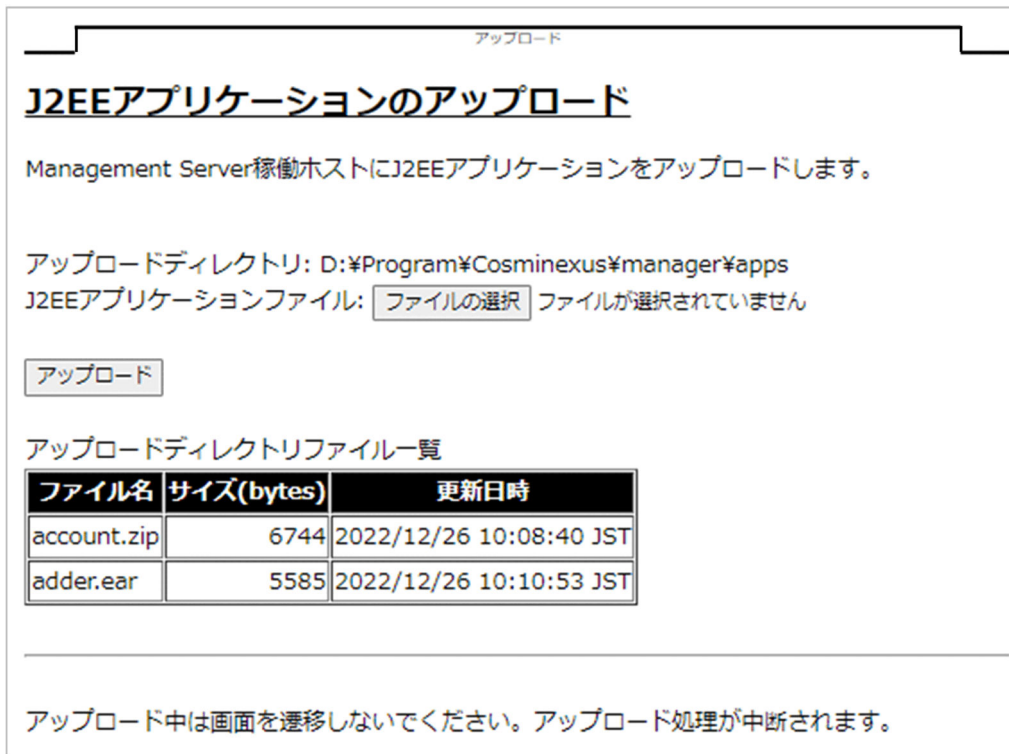 アップロード
J2EEアプリケーションのアップロード
Management Server稼働ホストにJ2EEアプリケーションをアップロードします。
アップロードディレクトリ: D:¥Program¥Cosminexus¥manager¥apps
J2EEアプリケーションファイル: ファイルの選択 ファイルが選択されていません
アップロード
アップロードディレクトリファイル一覧
ファイル名 サイズ(bytes) 更新日時
account.zip 6744 2022/12/26 10:08:40 JST
adder.ear 5585 2022/12/26 10:10:53 JST
アップロード中は画面を遷移しないでください。アップロード処理が中断されます。